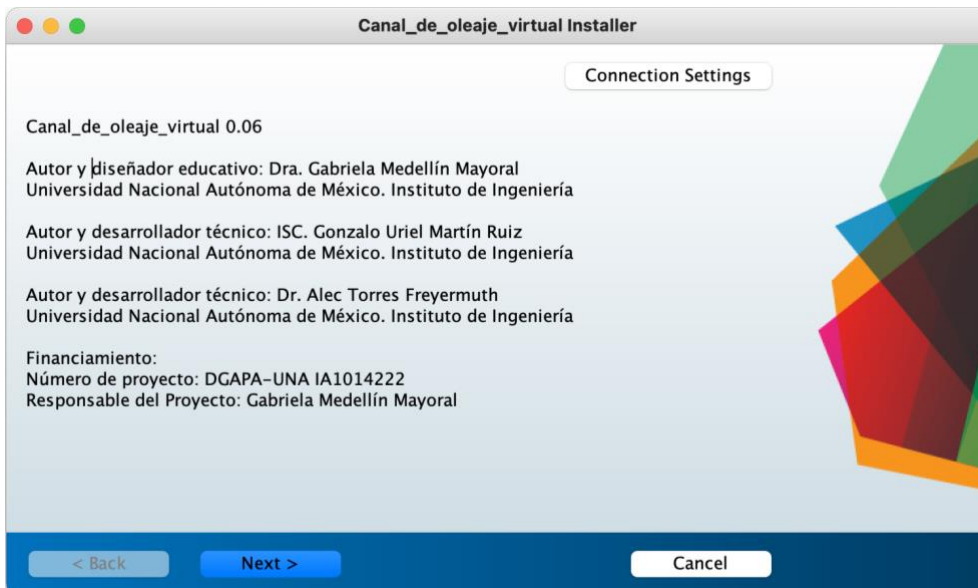 Canal_de_oleaje_virtual Installer
Connection Settings
Canal_de_oleaje_virtual 0.06
Autor y diseñador educativo: Dra. Gabriela Medellín Mayoral
Universidad Nacional Autónoma de México. Instituto de Ingeniería
Autor y desarrollador técnico: ISC. Gonzalo Uriel Martín Ruiz
Universidad Nacional Autónoma de México. Instituto de Ingeniería
Autor y desarrollador técnico: Dr. Alec Torres Freyermuth
Universidad Nacional Autónoma de México. Instituto de Ingeniería
Financiamiento:
Número de proyecto: DGAPA-UNA IA1014222
Responsable del Proyecto: Gabriela Medellín Mayoral
< Back
Next >
Cancel